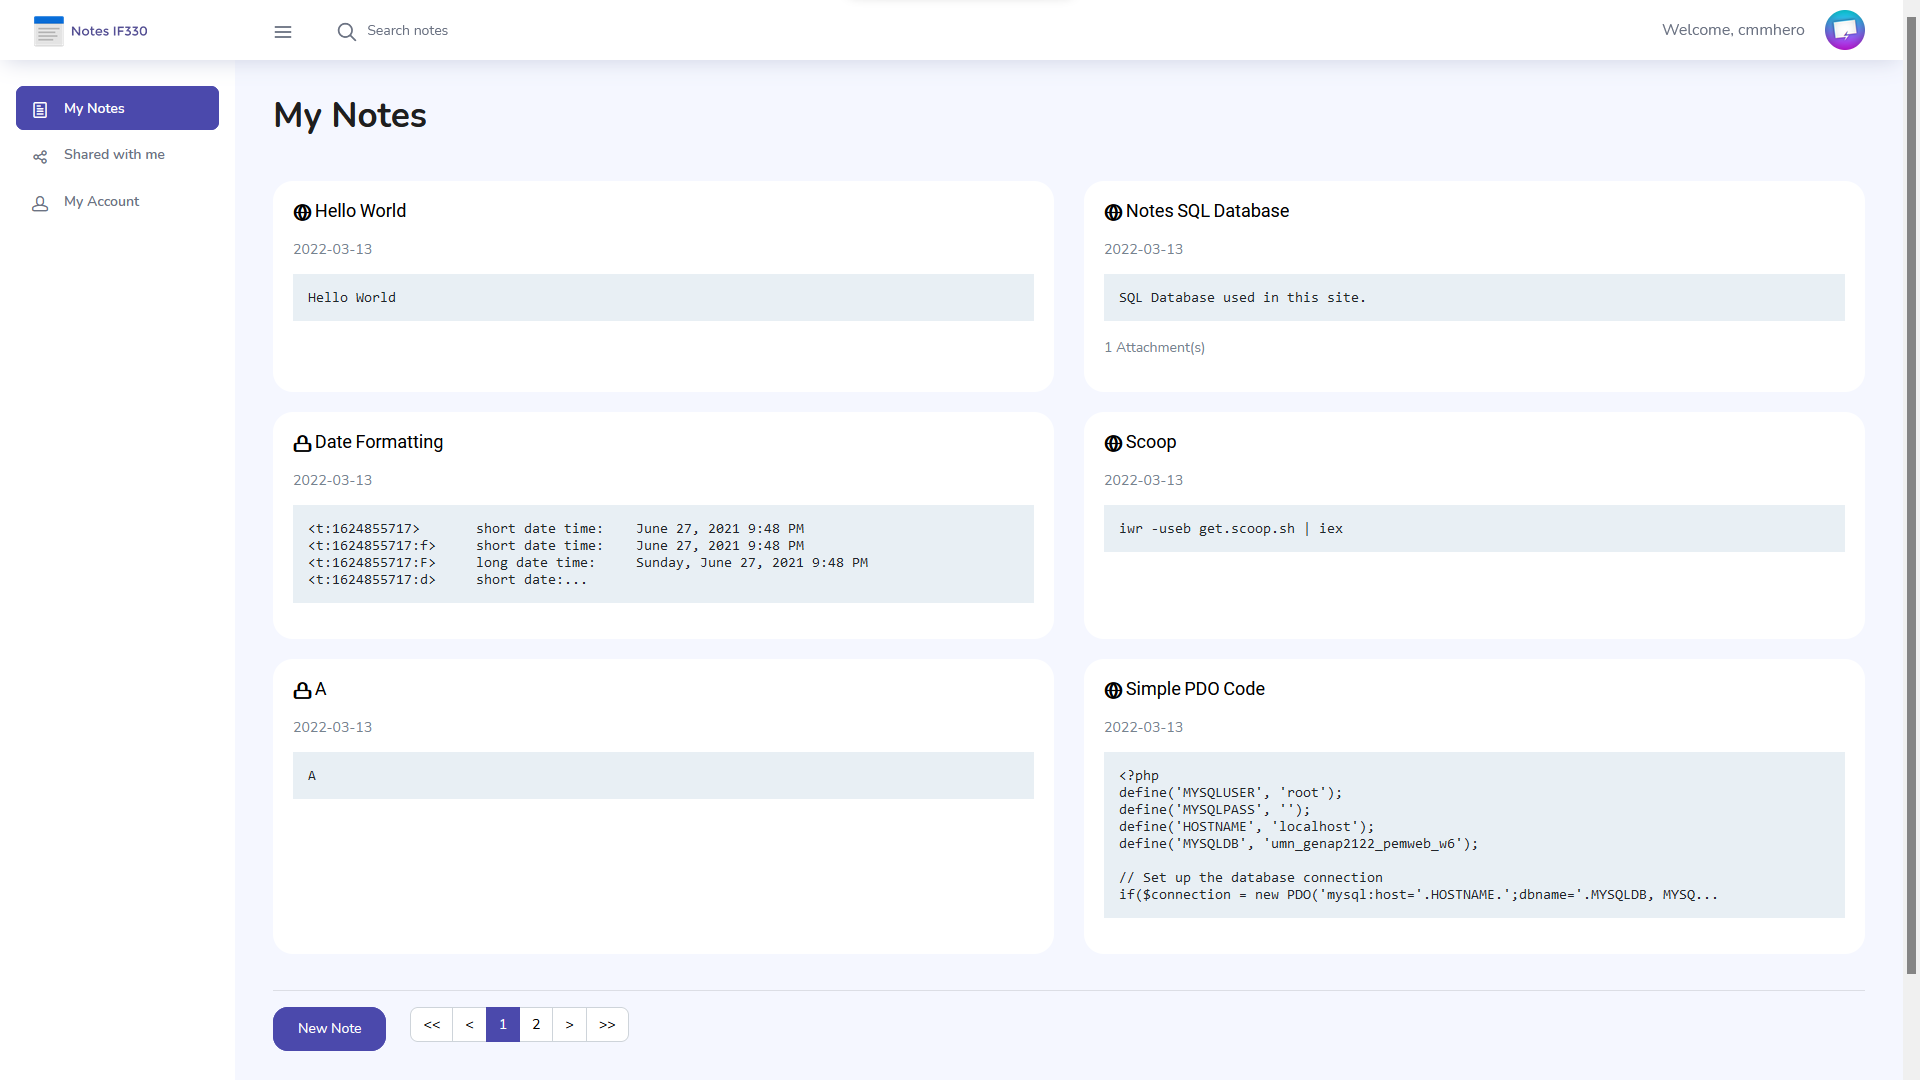 Notes IF330
Search notes
Welcome, cmmhero
My Notes
Shared with me
My Account
My Notes
Hello World
2022-03-13
Hello World
Notes SQL Database
2022-03-13
SQL Database used in this site.
1 Attachment(s)
Date Formatting
2022-03-13
<t:1624855717>       short date time:    June 27, 2021 9:48 PM
<t:1624855717:f>     short date time:    June 27, 2021 9:48 PM
<t:1624855717:F>     long date time:     Sunday, June 27, 2021 9:48 PM
<t:1624855717:d>     short date:...
Scoop
2022-03-13
iwr -useb get.scoop.sh | iex
A
2022-03-13
A
Simple PDO Code
2022-03-13
<?php
define('MYSQLUSER', 'root');
define('MYSQLPASS', '');
define('HOSTNAME', 'localhost');
define('MYSQLDB', 'umn_genap2122_pemweb_w6');
// Set up the database connection
if($connection = new PDO('mysql:host='.HOSTNAME.';dbname='.MYSQLDB, MYSQ...
New Note
<< < 1 2 > >>